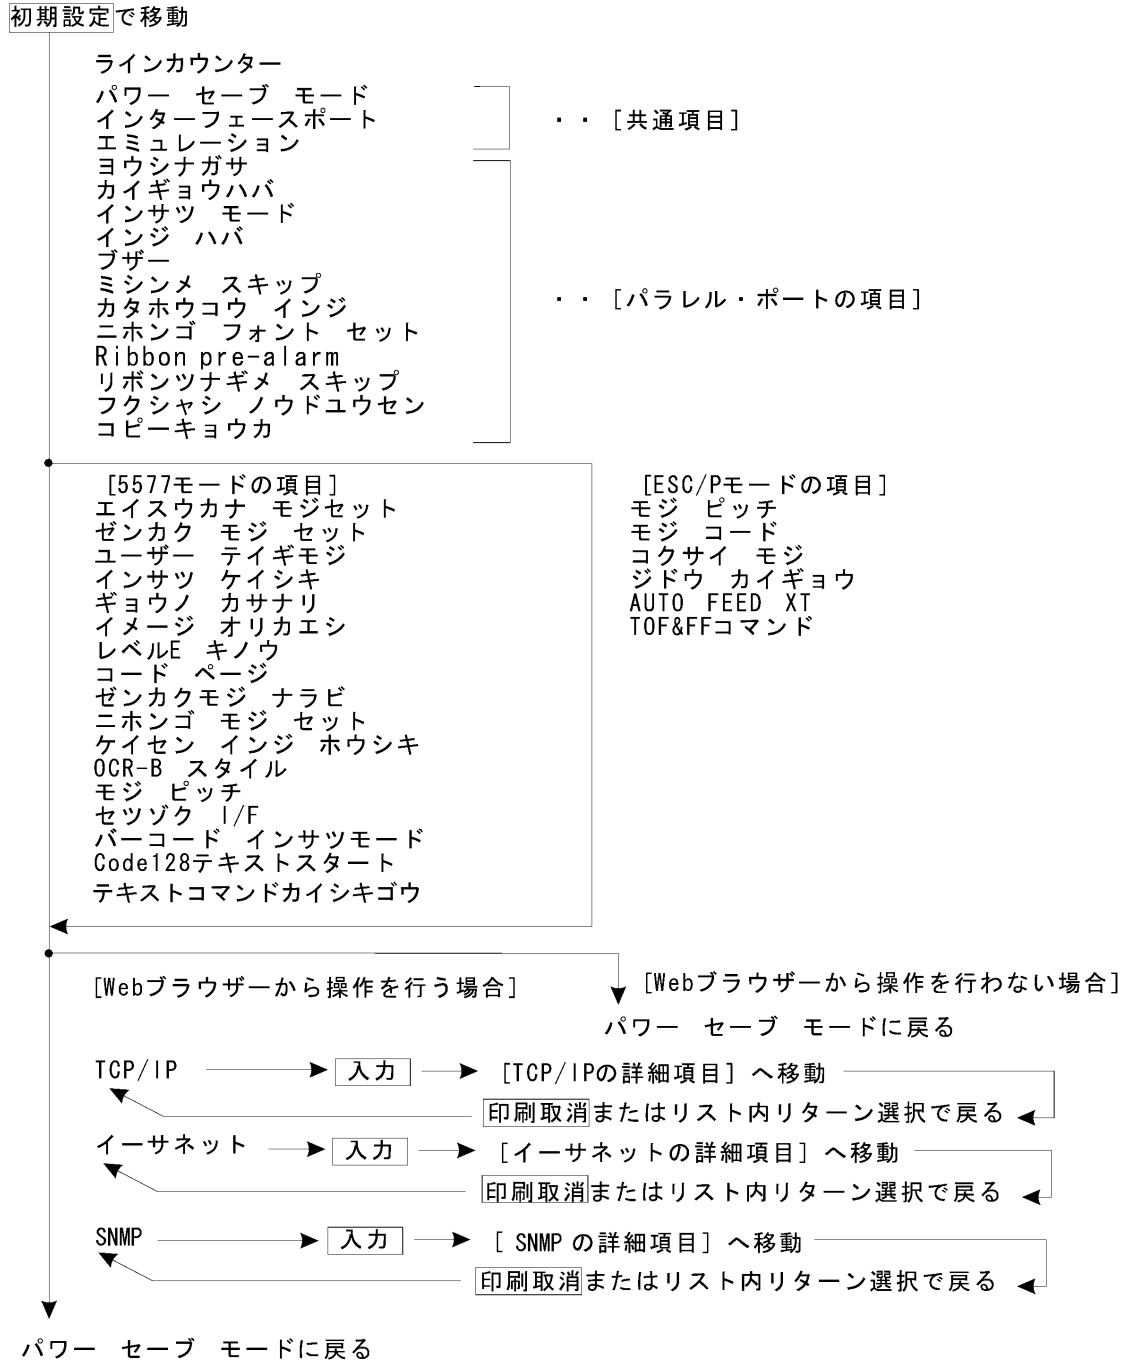 初期設定で移動
ラインカウンター
パワー　セーブ　モード
インターフェースポート
・・［共通項目］
エミュレーション
ヨウシナガサ
カイギョウハバ
インサツ　モード
インジ　ハバ
ブザー
ミシンメ　スキップ
・・［パラレル・ポートの項目］
カタホウコウ　インジ
ニホンゴ　フォント　セット
Ribbon pre-alarm
リボンツナギメ　スキップ
フクシャシ　ノウドユウセン
コピーキョウカ
［5577モードの項目］
エイスウカナ　モジセット
ゼンカク　モジ　セット
ユーザー　テイギモジ
インサツ　ケイシキ
ギョウノ　カサナリ
イメージ　オリカエシ
レベルE　キノウ
コード　ページ
ゼンカクモジ　ナラビ
ニホンゴ　モジ　セット
ケイセン　インジ　ホウシキ
OCR-B　スタイル
モジ　ピッチ
セツゾク　I/F
バーコード　インサツモード
Code128テキストスタート
テキストコマンドカイシキゴウ
［ESC/Pモードの項目］
モジ　ピッチ
モジ　コード
コクサイ　モジ
ジドウ　カイギョウ
AUTO　FEED　XT
TOF&FFコマンド
［Webブラウザーから操作を行う場合］
［Webブラウザーから操作を行わない場合］
パワー　セーブ　モードに戻る
TCP/IP　入力　［TCP/IPの詳細項目］へ移動
印刷取消またはリスト内リターン選択で戻る
イーサネット　入力　［イーサネットの詳細項目］へ移動
印刷取消またはリスト内リターン選択で戻る
SNMP　入力　［ SNMP の詳細項目］へ移動
印刷取消またはリスト内リターン選択で戻る
パワー　セーブ　モードに戻る